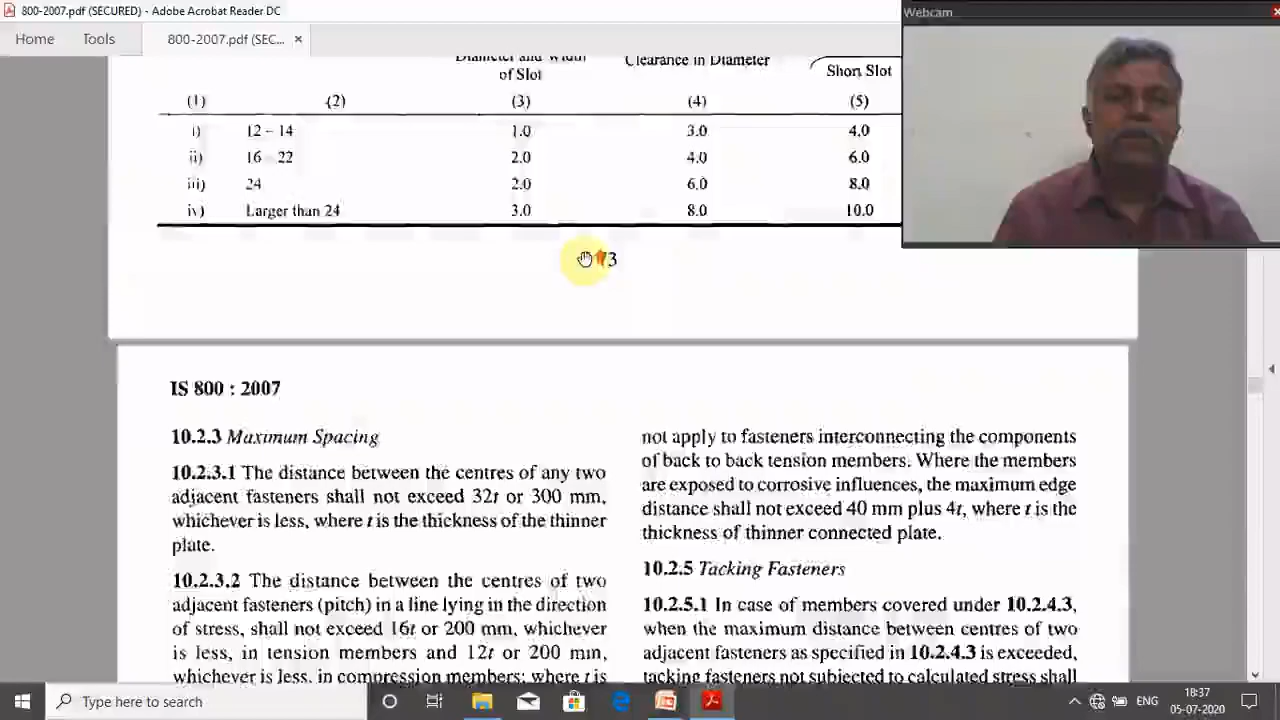 800-2007.pdf (SECURED) - Adobe Acrobat Reader DC
Webcam
Home Tools 800-2007.pdf (SEC... ×
Diameter and Width Clearance in Diameter
of Slot Short Slot
(1) (2) (3) (4) (5)
i) 12 – 14 1.0 3.0 4.0
ii) 16 – 22 2.0 4.0 6.0
iii) 24 2.0 6.0 8.0
iv) Larger than 24 3.0 8.0 10.0
73
IS 800 : 2007
10.2.3 Maximum Spacing
10.2.3.1 The distance between the centres of any two
adjacent fasteners shall not exceed 32t or 300 mm,
whichever is less, where t is the thickness of the thinner
plate.
10.2.3.2 The distance between the centres of two
adjacent fasteners (pitch) in a line lying in the direction
of stress, shall not exceed 16t or 200 mm, whichever
is less, in tension members and 12t or 200 mm,
whichever is less, in compression members; where t is
not apply to fasteners interconnecting the components
of back to back tension members. Where the members
are exposed to corrosive influences, the maximum edge
distance shall not exceed 40 mm plus 4t, where t is the
thickness of thinner connected plate.
10.2.5 Tacking Fasteners
10.2.5.1 In case of members covered under 10.2.4.3,
when the maximum distance between centres of two
adjacent fasteners as specified in 10.2.4.3 is exceeded,
tacking fasteners not subjected to calculated stress shall
Type here to search
ENG
18:37
05-07-2020